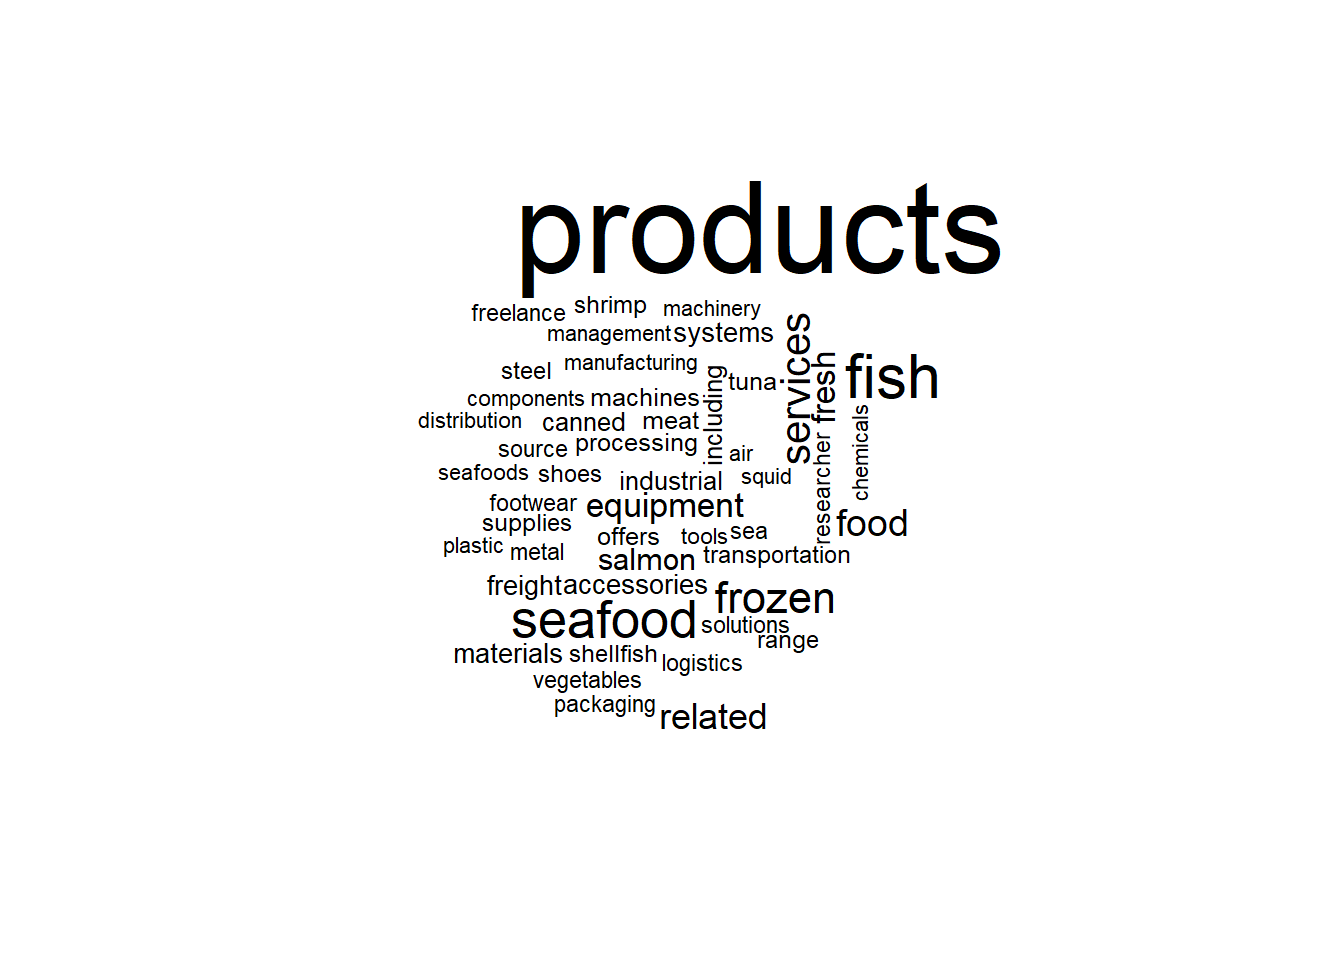 products
freelance shrimp machinery
management systems
services
steel manufacturing
fresh
fish
including
tuna
components machines
distribution canned meat
source processing
air
researcher
chemicals
seafoods shoes industrial squid
footwear equipment
supplies
food
offers tools sea
plastic metal
salmon transportation
freight accessories
frozen
seafood solutions
range
materials shellfish logistics
vegetables
packaging related